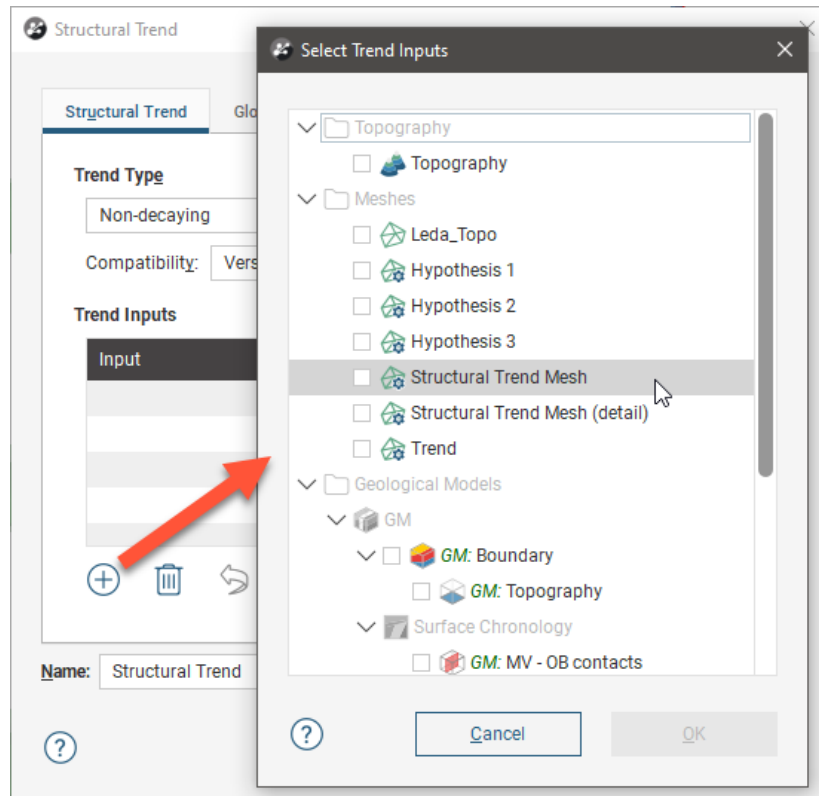 Structural Trend
Select Trend Inputs
Structural Trend
Trend Type
Non-decaying
Compatibility:
Trend Inputs
Input
Name: Structural Trend
?
Topography
Topography
Meshes
Leda_Topo
Hypothesis 1
Hypothesis 2
Hypothesis 3
Structural Trend Mesh
Structural Trend Mesh (detail)
Trend
Geological Models
GM
GM: Boundary
GM: Topography
Surface Chronology
GM: MV - OB contacts
?
Cancel
OK